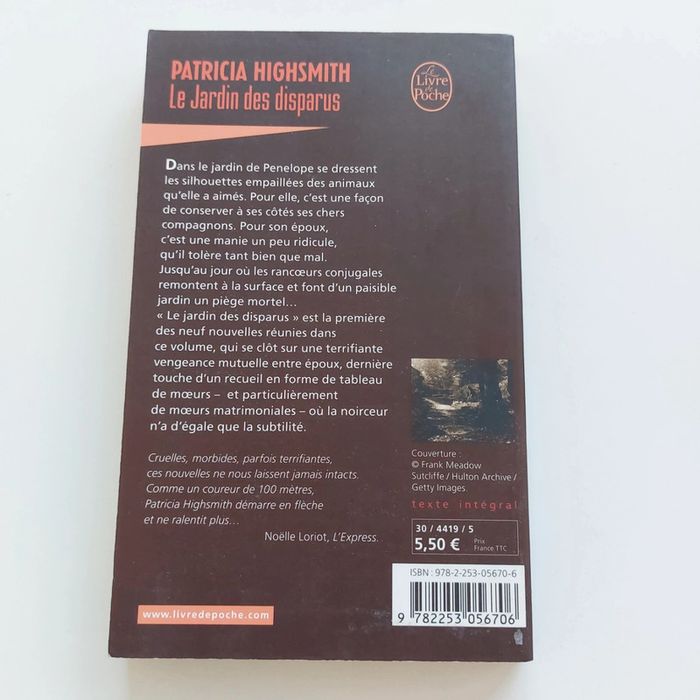 PATRICIA HIGHSMITH
Le Jardin des disparus
Le
Livre
de
Poche
Dans le jardin de Penelope se dressent
les silhouettes empaillées des animaux
qu'elle a aimés. Pour elle, c'est une façon
de conserver à ses côtés ses chers
compagnons. Pour son époux,
c'est une manie un peu ridicule,
qu'il tolère tant bien que mal.
Jusqu'au jour où les rancœurs conjugales
remontent à la surface et font d'un paisible
jardin un piège mortel...
« Le jardin des disparus » est la première
des neuf nouvelles réunies dans
ce volume, qui se clôt sur une terrifiante
vengeance mutuelle entre époux, dernière
touche d'un recueil en forme de tableau
de mœurs – et particulièrement
de mœurs matrimoniales – où la noirceur
n'a d'égale que la subtilité.
Cruelles, morbides, parfois terrifiantes,
ces nouvelles ne nous laissent jamais intacts.
Comme un coureur de 100 mètres,
Patricia Highsmith démarre en flèche
et ne ralentit plus...
Noëlle Loriot, L'Express.
www.livredepoche.com
Couverture :
© Frank Meadow
Sutcliffe / Hulton Archive /
Getty Images.
texte intégral
30 / 4419 / 5
5,50 € Prix
France TTC
ISBN : 978-2-253-05670-6
9 782253 056706